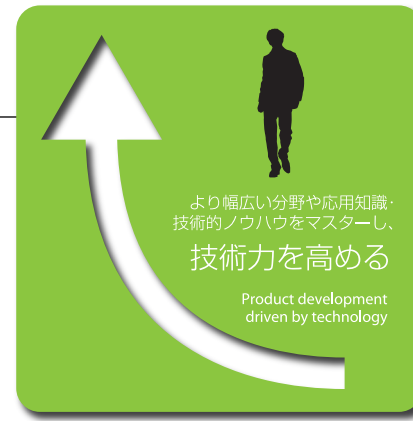 より幅広い分野や応用知識・
技術的ノウハウをマスターし、
技術力を高める
Product development
driven by technology